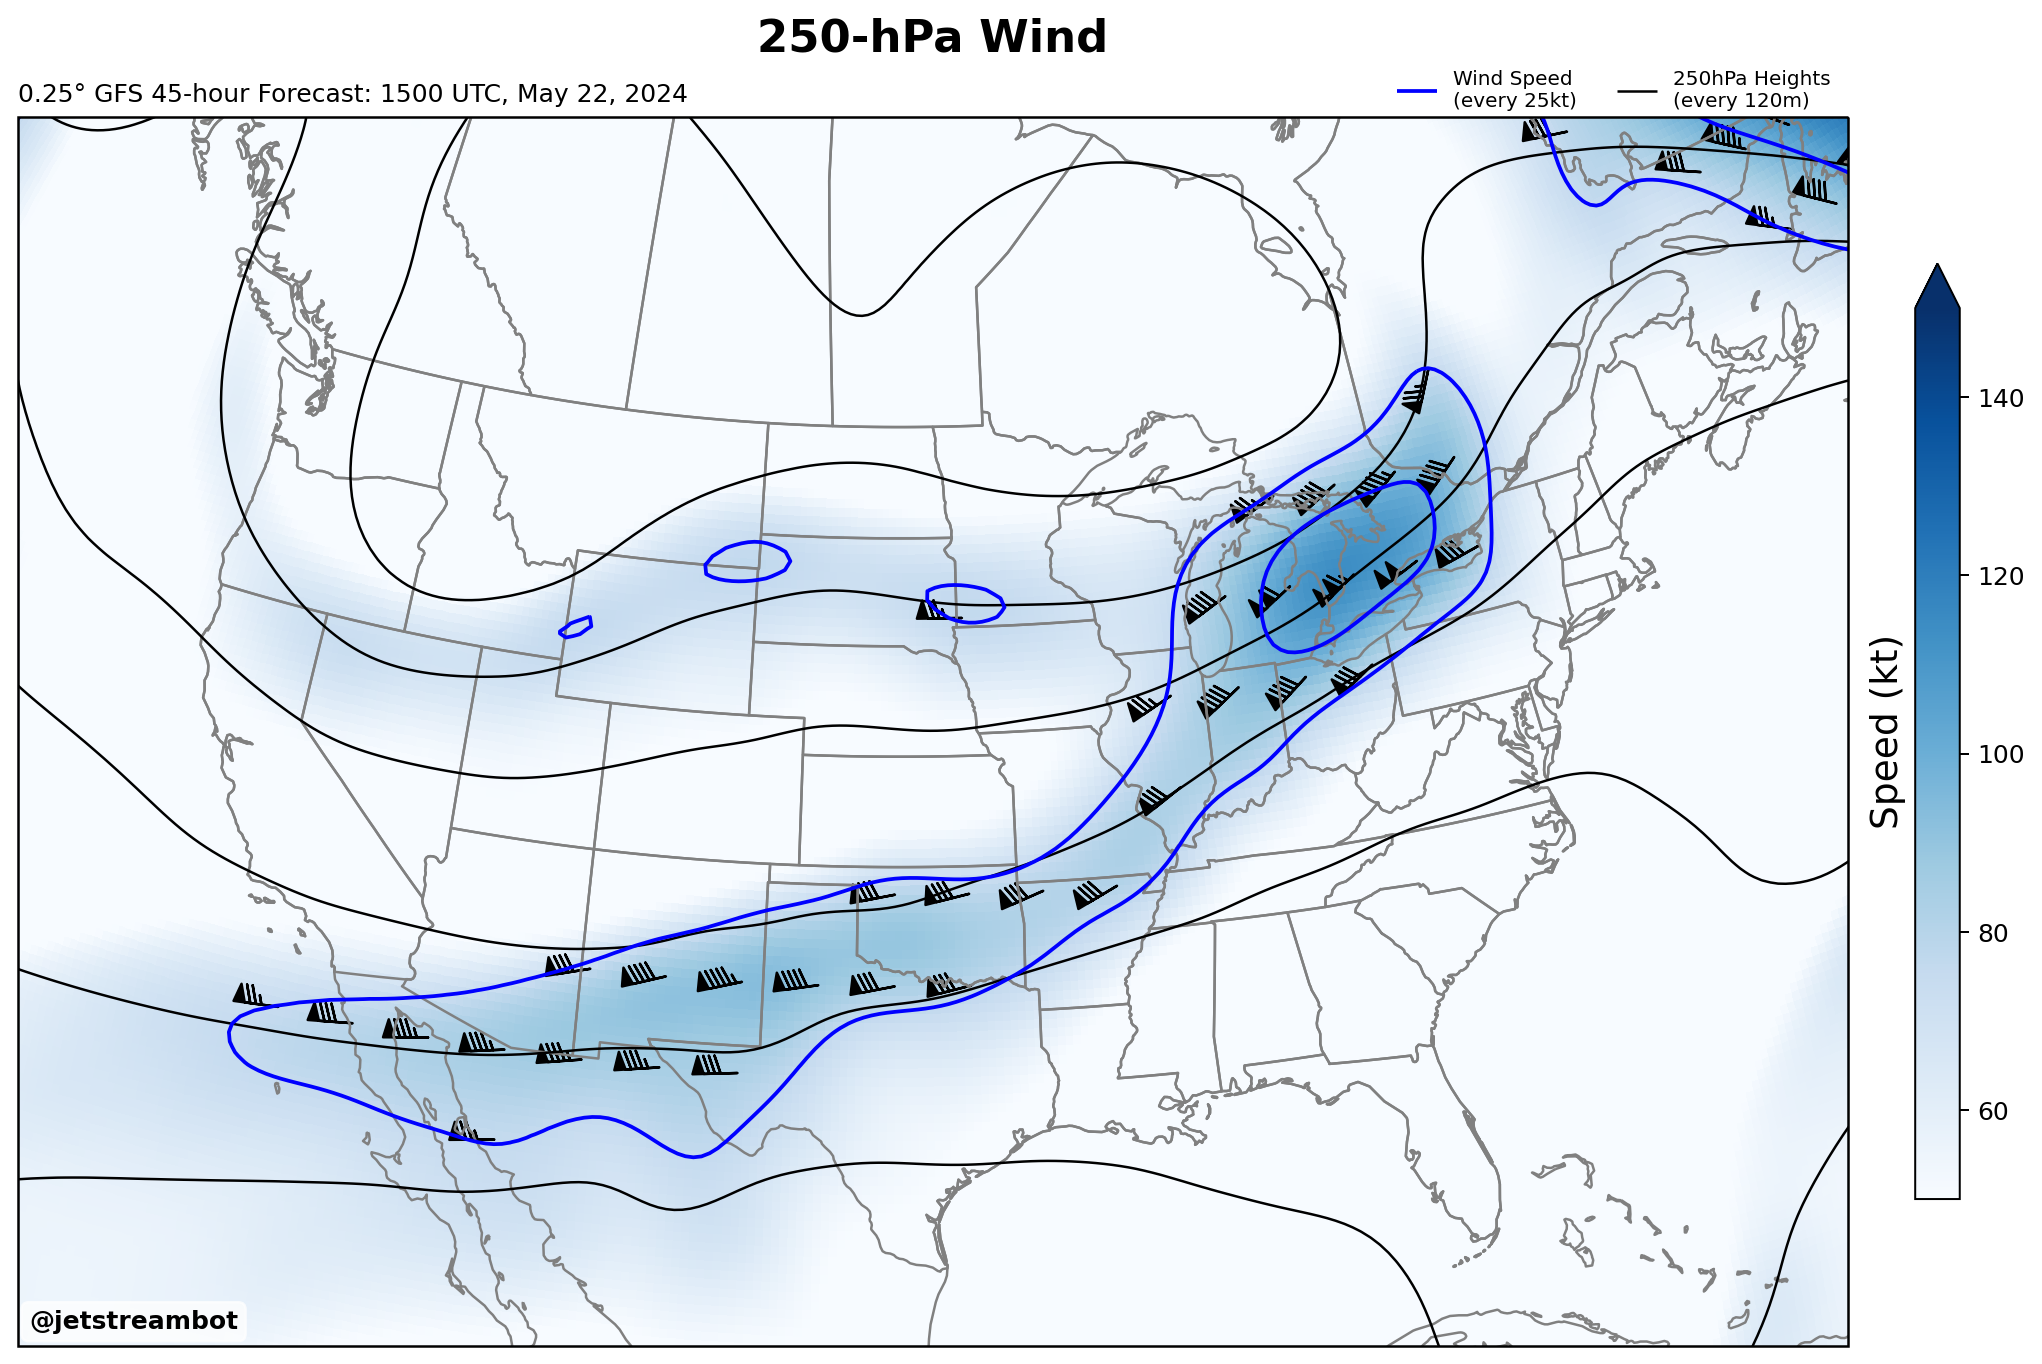 250-hPa Wind
0.25° GFS 45-hour Forecast: 1500 UTC, May 22, 2024
Wind Speed
(every 25kt)
250hPa Heights
(every 120m)
140
120
100
80
60
Speed (kt)
@jetstreambot